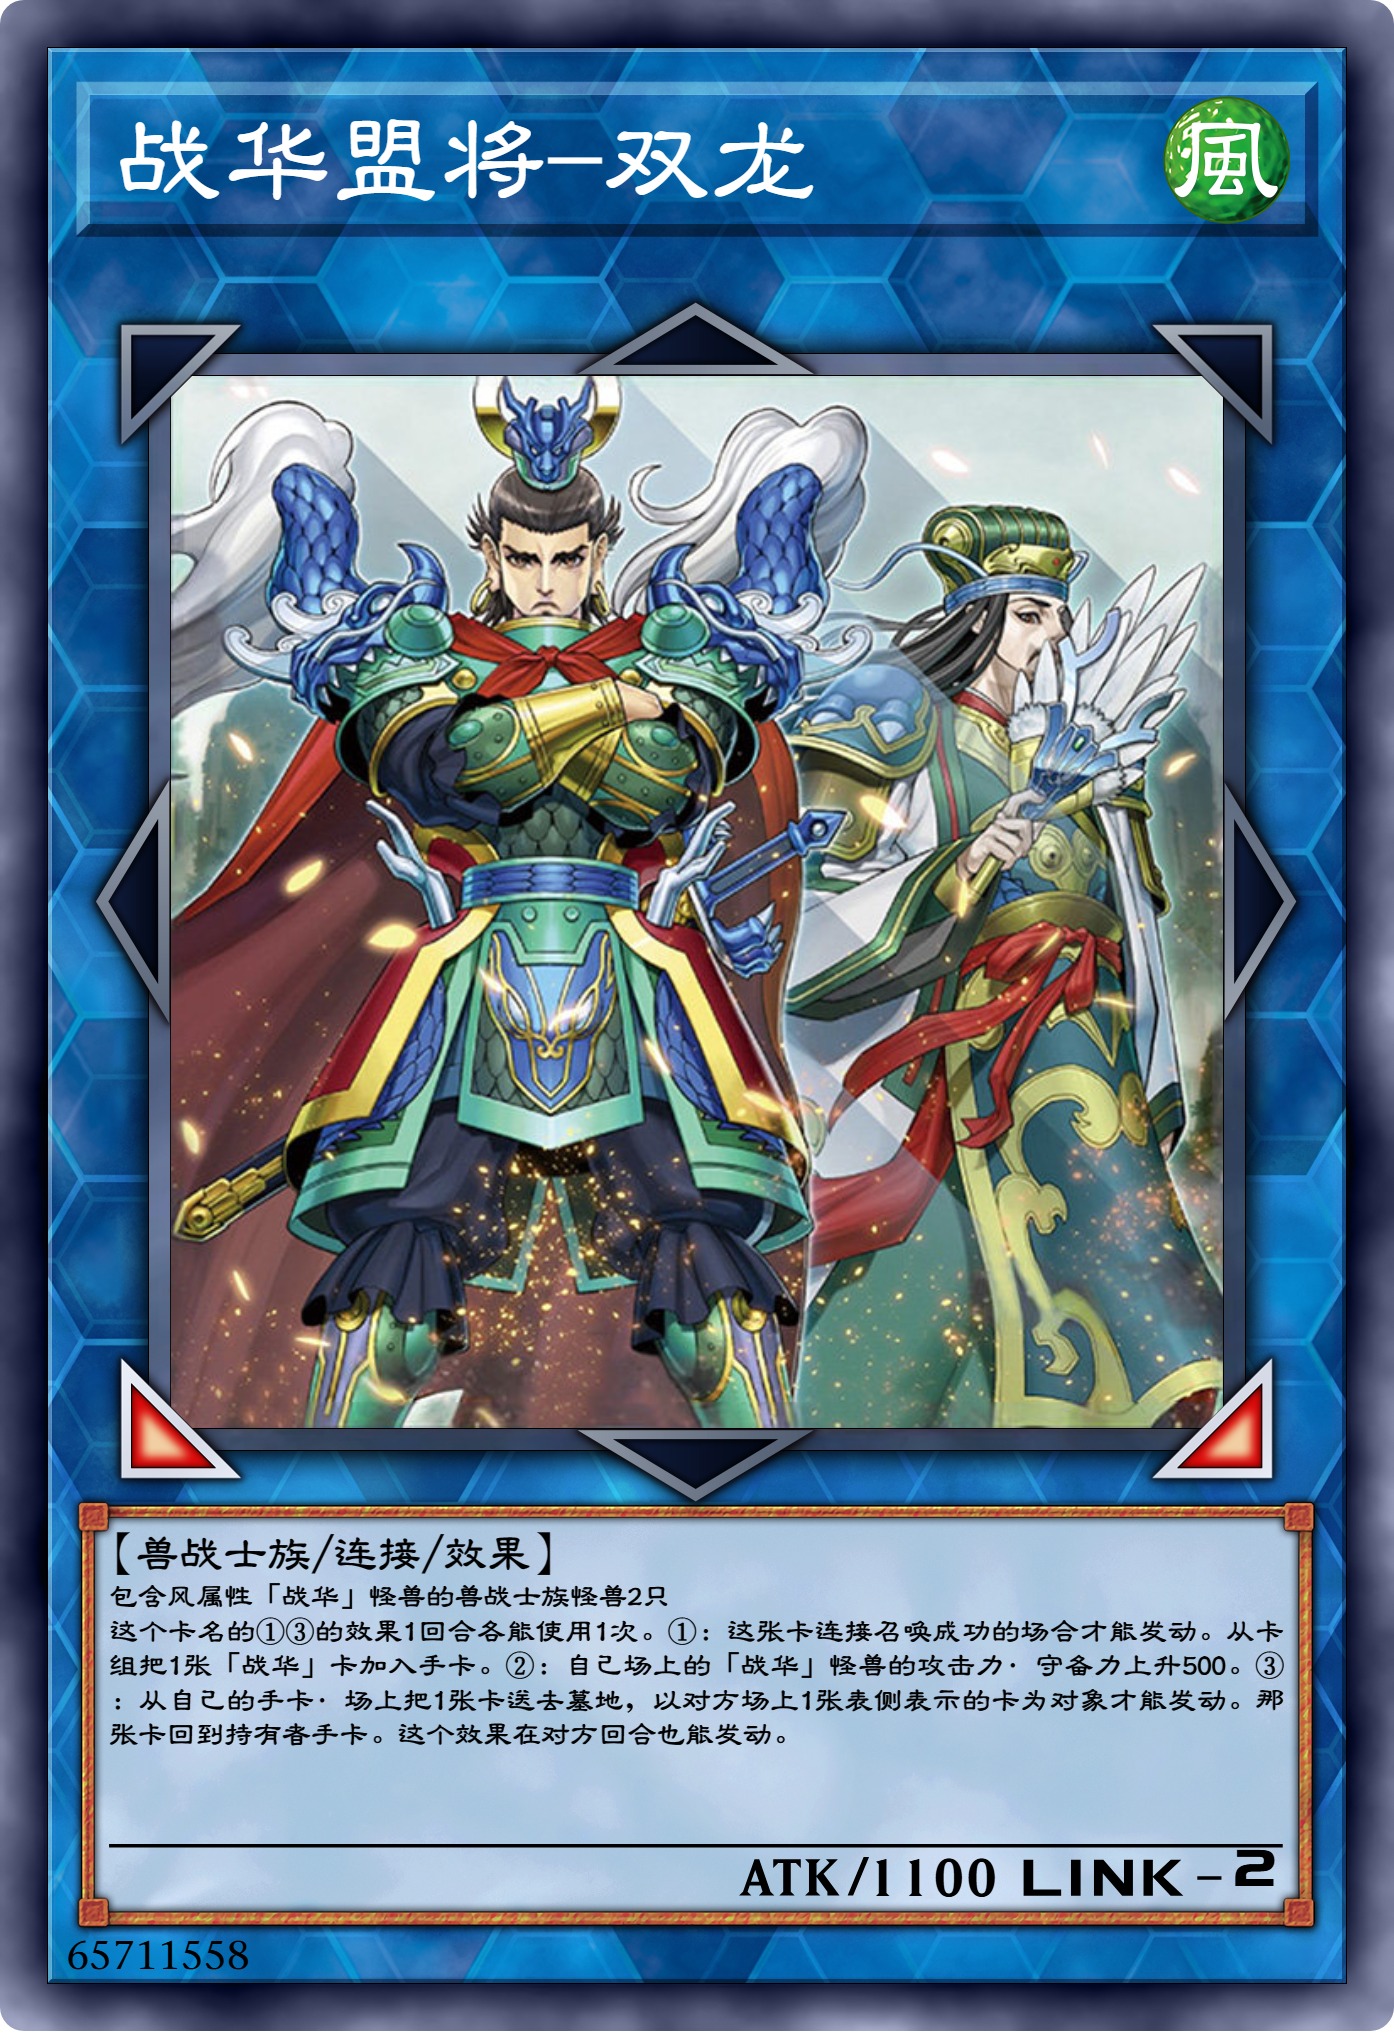 战华盟将-双龙
風
【兽战士族/连接/效果】
包含风属性「战华」怪兽的兽战士族怪兽2只
这个卡名的①③的效果1回合各能使用1次。①：这张卡连接召唤成功的场合才能发动。从卡
组把1张「战华」卡加入手卡。②：自己场上的「战华」怪兽的攻击力·守备力上升500。③
：从自己的手卡·场上把1张卡送去墓地，以对方场上1张表侧表示的卡为对象才能发动。那
张卡回到持有者手卡。这个效果在对方回合也能发动。
ATK/1100 LINK-2
65711558